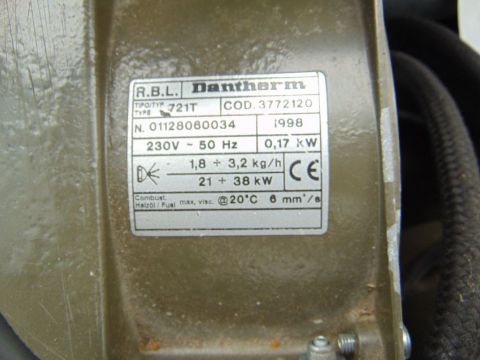 R.B.L. Dantherm
TIPO/TYP
TYPE 721T COD. 3772120
N. 01128060034 1998
230V ~ 50 Hz 0,17 kW
1,8 ÷ 3,2 kg/h
21 ÷ 38 kW CE
Combust.
Heizöl / Fuel max, visc. @20°C 6 mm²/s